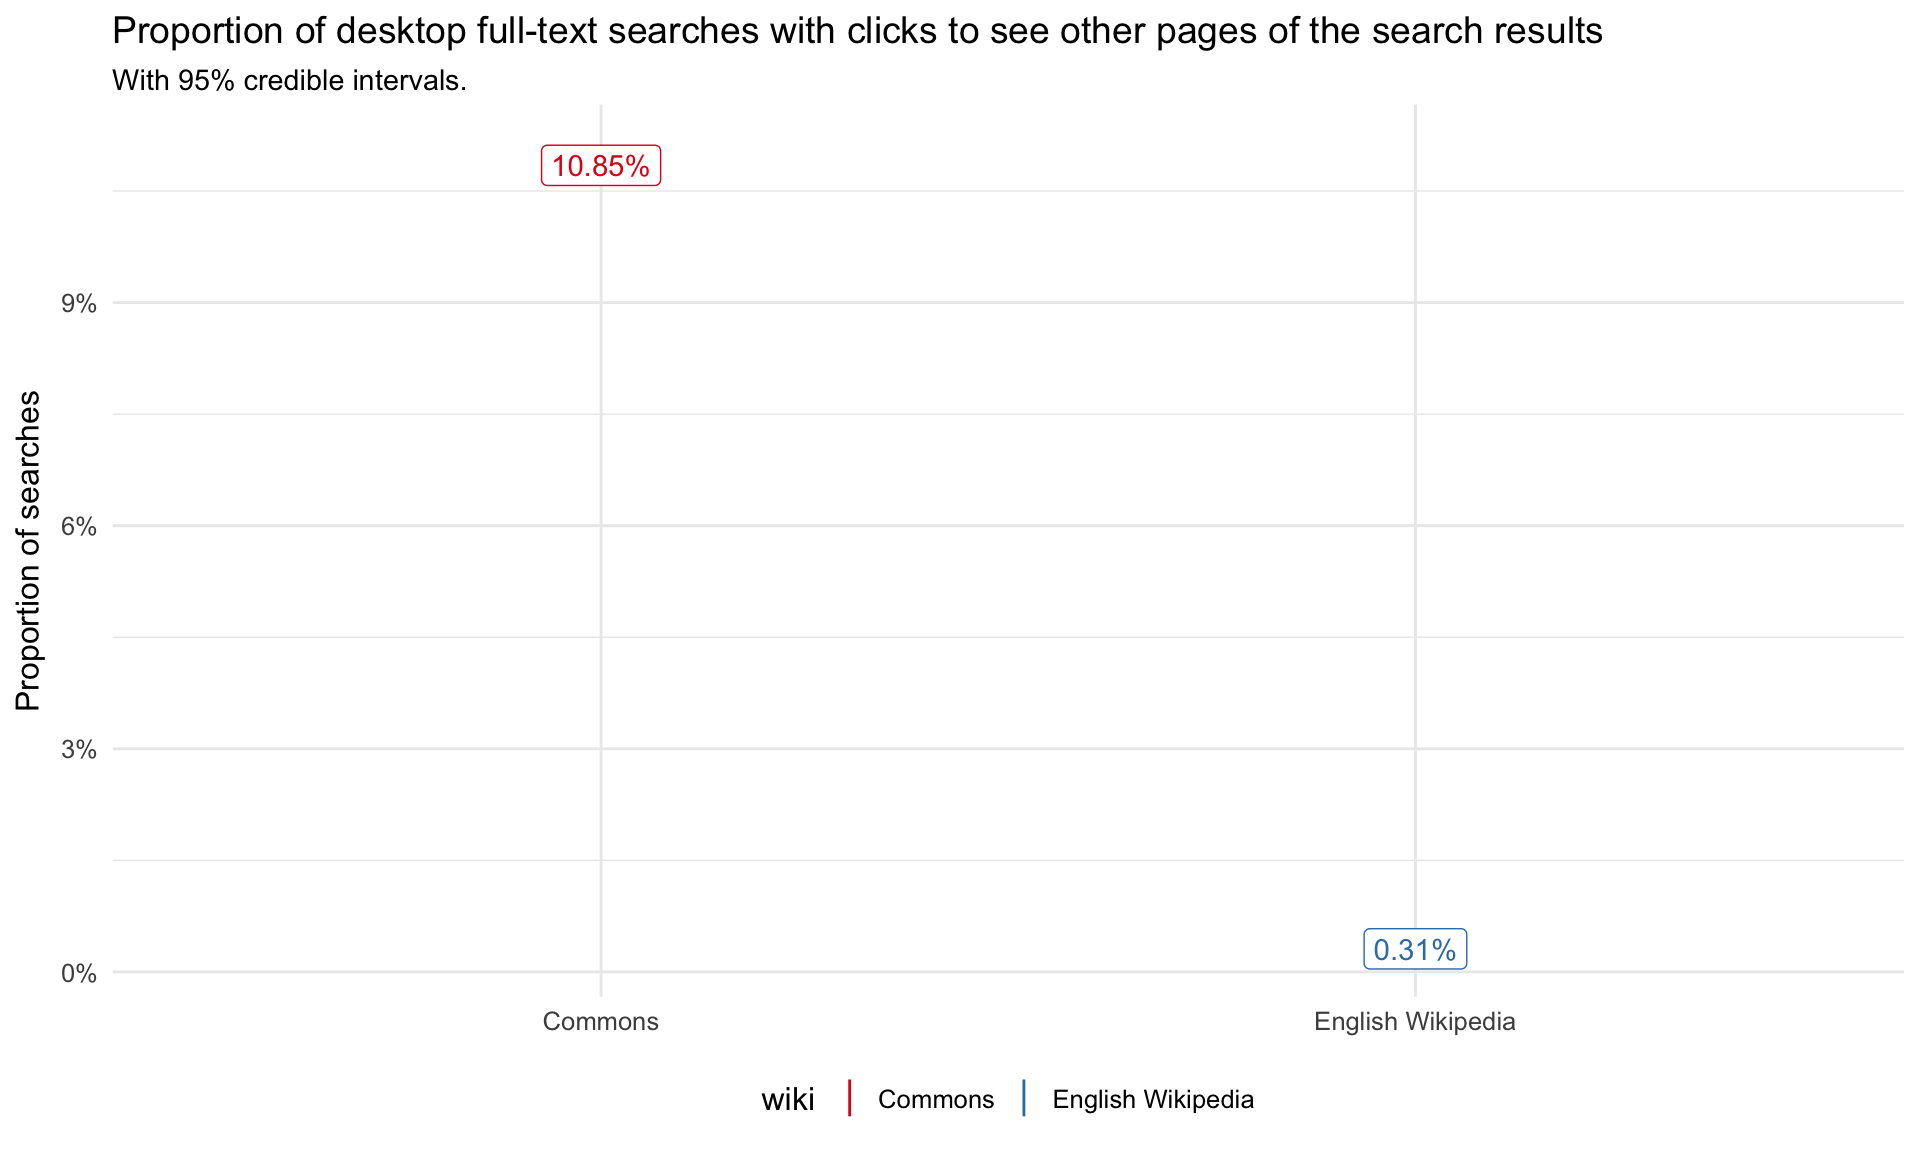 Proportion of desktop full-text searches with clicks to see other pages of the search results
With 95% credible intervals.
10.85%
9%
6%
3%
0%
Proportion of searches
0.31%
Commons
English Wikipedia
wiki
Commons
English Wikipedia